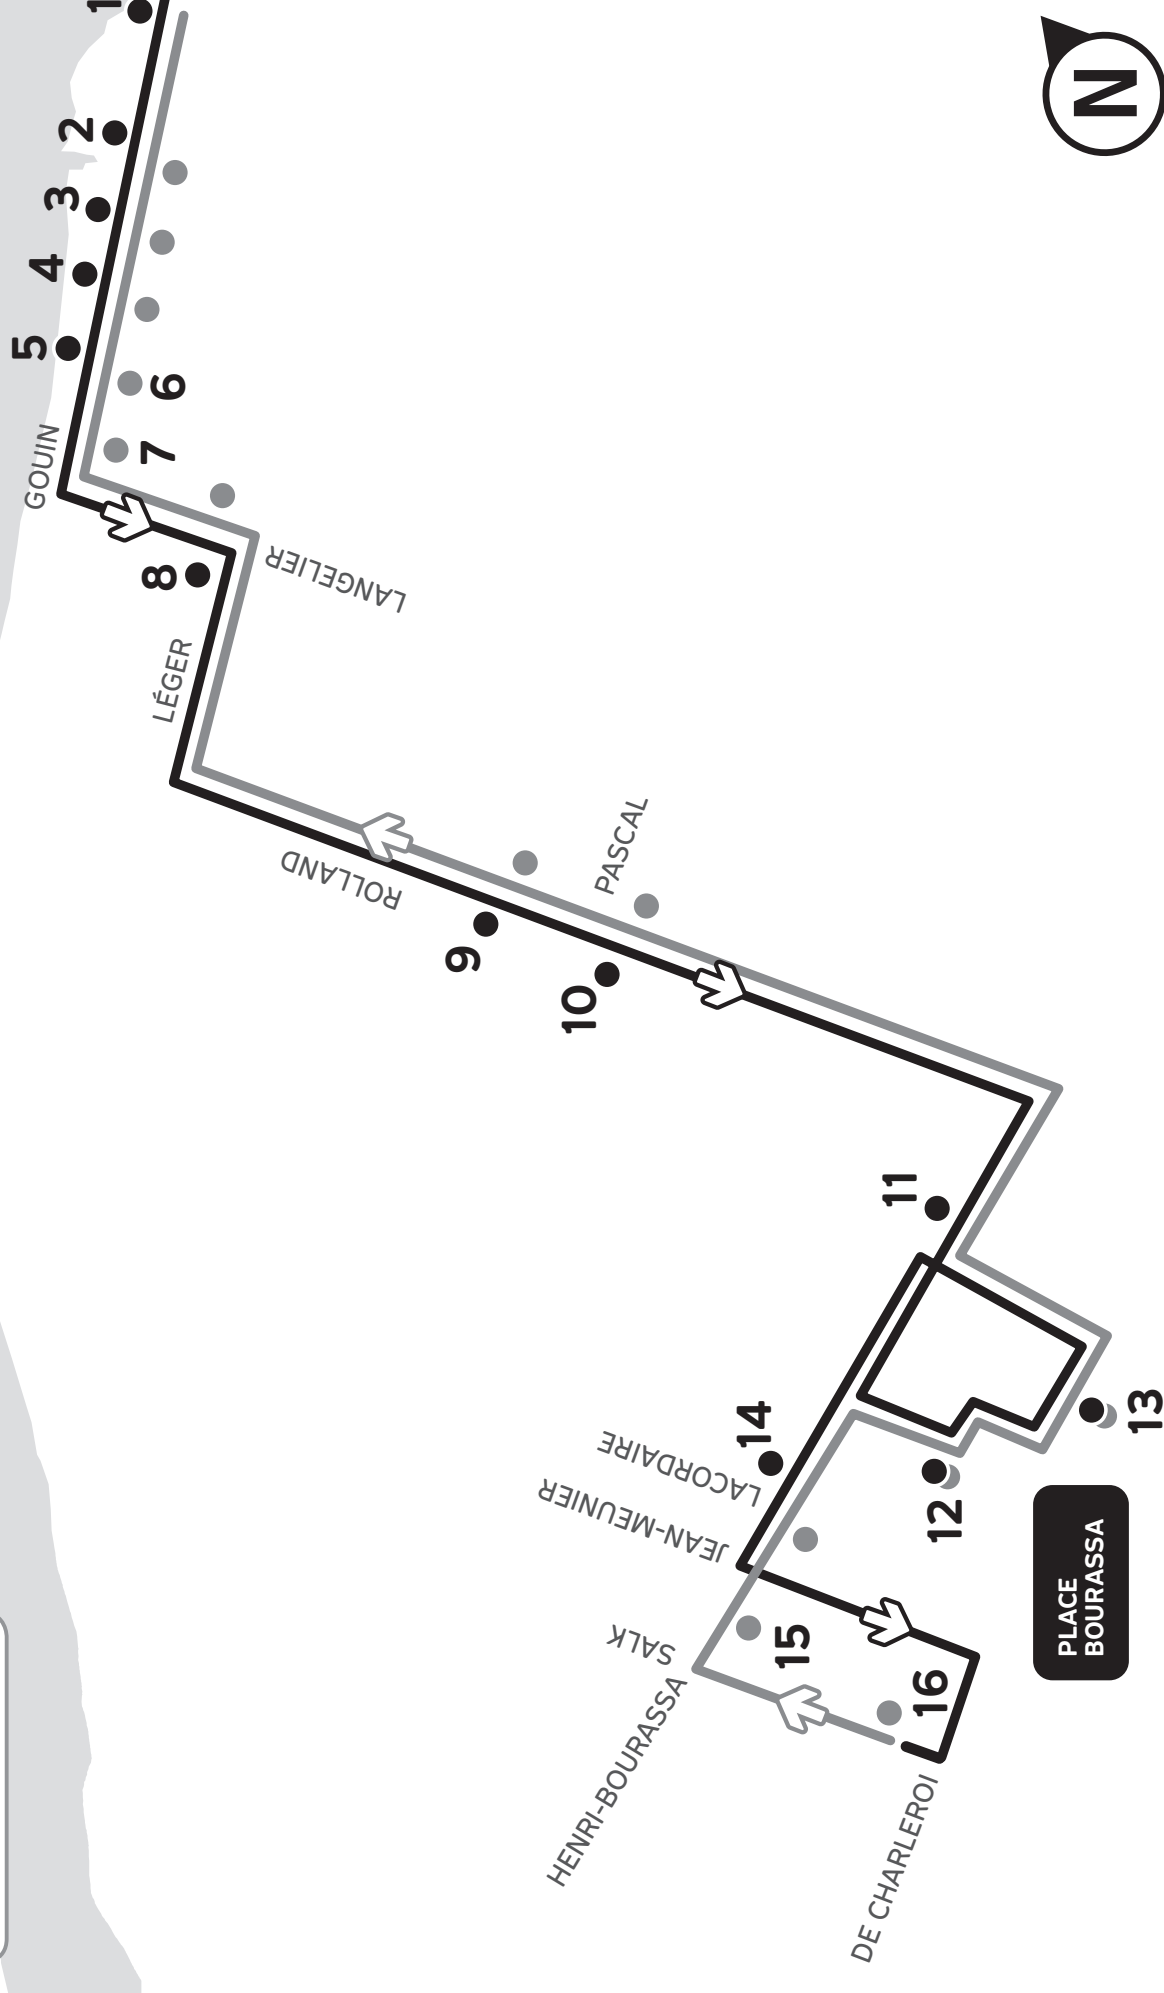 1
2
3
4
5
6
7
GOUIN
8
LANGELIER
LÉGER
ROLLAND
PASCAL
9
10
11
13
14
LACORDAIRE
JEAN-MEUNIER
12
PLACE
BOURASSA
SALK
15
16
HENRI-BOURASSA
DE CHARLEROI
N